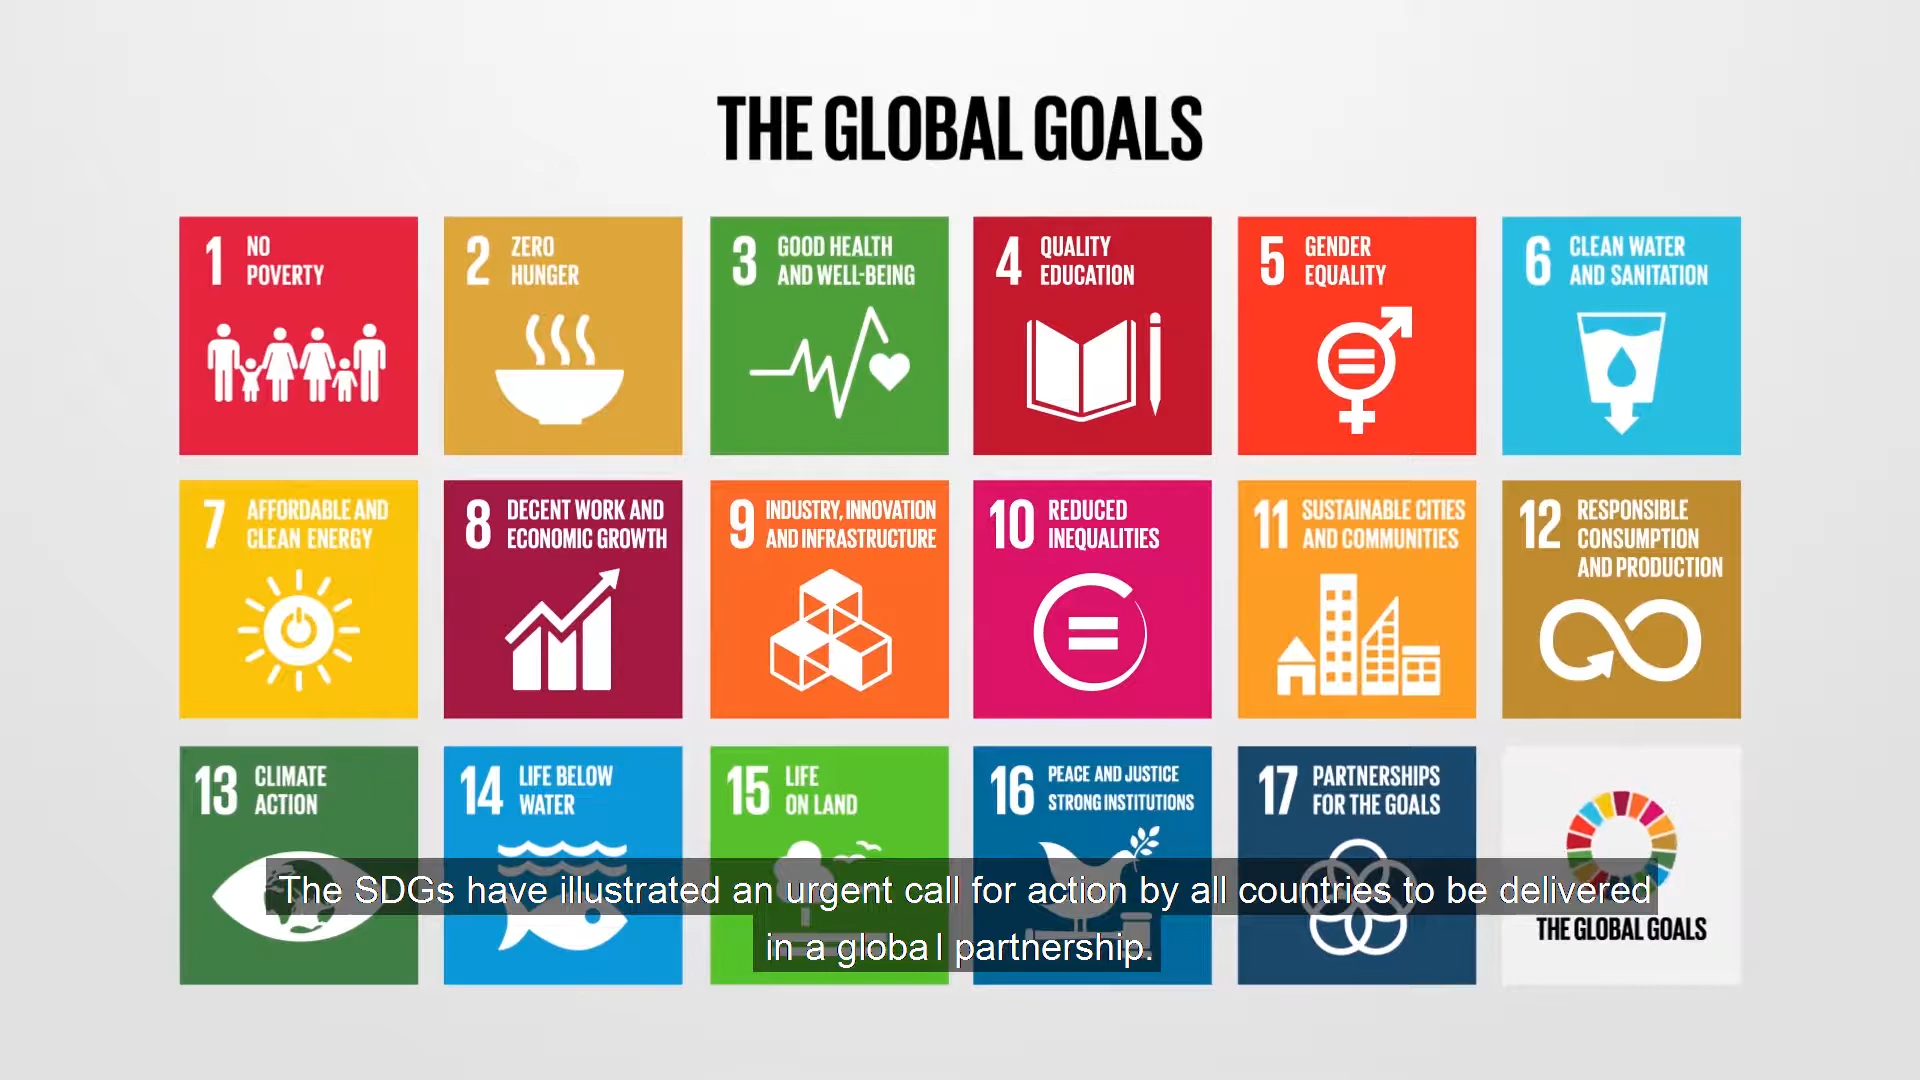 THE GLOBAL GOALS
1 NO
POVERTY
2 ZERO
HUNGER
3 GOOD HEALTH
AND WELL-BEING
4 QUALITY
EDUCATION
5 GENDER
EQUALITY
6 CLEAN WATER
AND SANITATION
7 AFFORDABLE AND
CLEAN ENERGY
8 DECENT WORK AND
ECONOMIC GROWTH
9 INDUSTRY, INNOVATION
AND INFRASTRUCTURE
10 REDUCED
INEQUALITIES
11 SUSTAINABLE CITIES
AND COMMUNITIES
12 RESPONSIBLE
CONSUMPTION
AND PRODUCTION
13 CLIMATE
ACTION
14 LIFE BELOW
WATER
15 LIFE
ON LAND
16 PEACE AND JUSTICE
STRONG INSTITUTIONS
17 PARTNERSHIPS
FOR THE GOALS
THE GLOBAL GOALS
The SDGs have illustrated an urgent call for action by all countries to be delivered
in a global partnership.